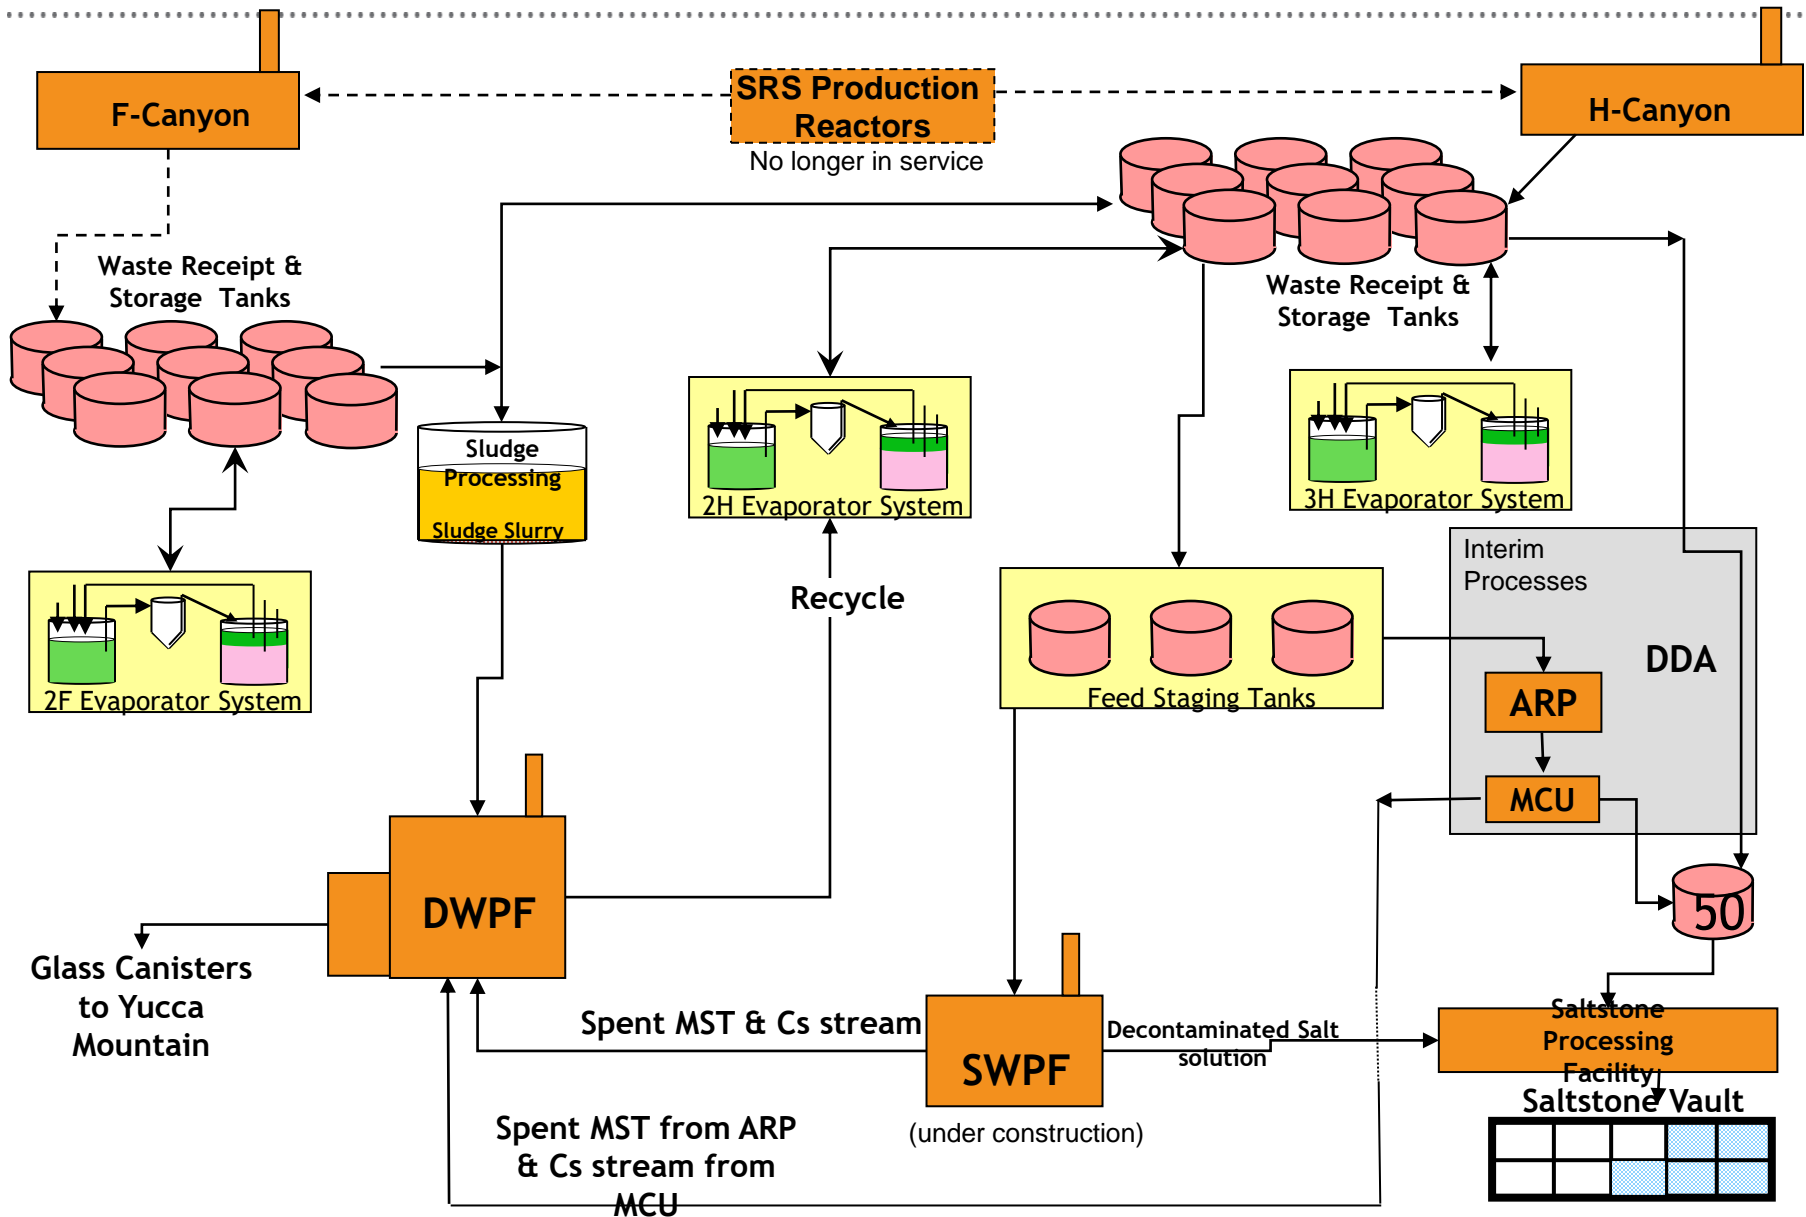 F-Canyon
SRS Production
Reactors
No longer in service
H-Canyon
Waste Receipt &
Storage Tanks
Waste Receipt &
Storage Tanks
Sludge
Processing
Sludge Slurry
2H Evaporator System
3H Evaporator System
2F Evaporator System
Recycle
Interim
Processes
DDA
ARP
MCU
Feed Staging Tanks
50
DWPF
Glass Canisters
to Yucca
Mountain
Spent MST & Cs stream
SWPF
(under construction)
Decontaminated Salt
solution
Saltstone
Processing
Facility
Saltstone Vault
Spent MST from ARP
& Cs stream from
MCU